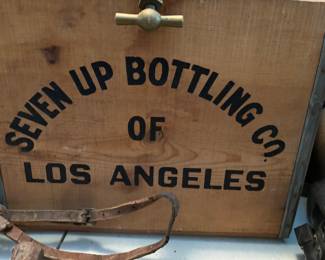 SEVEN UP BOTTLING CO.
OF
LOS ANGELES